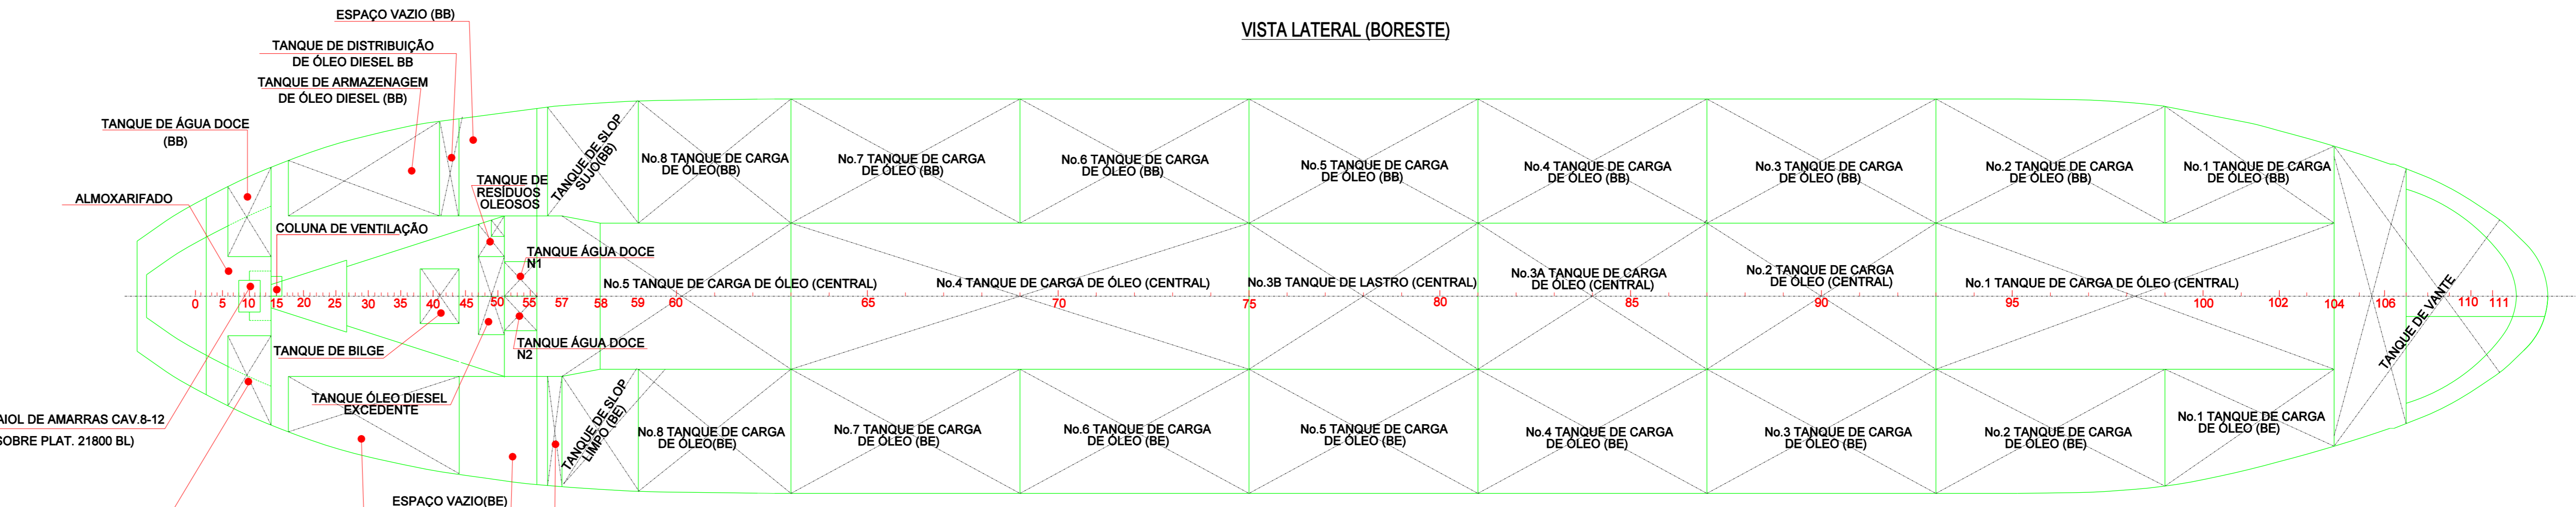 ESPAÇO VAZIO (BB)
VISTA LATERAL (BORESTE)
TANQUE DE DISTRIBUIÇÃO
DE ÓLEO DIESEL BB
TANQUE DE ARMAZENAGEM
DE ÓLEO DIESEL (BB)
TANQUE DE ÁGUA DOCE
(BB)
ALMOXARIFADO
COLUNA DE VENTILAÇÃO
TANQUE DE
RESÍDUOS
OLEOSOS
TANQUE DE SLOP
SUJO(BB)
No.8 TANQUE DE CARGA
DE ÓLEO(BB)
No.7 TANQUE DE CARGA
DE ÓLEO (BB)
No.6 TANQUE DE CARGA
DE ÓLEO (BB)
No.5 TANQUE DE CARGA
DE ÓLEO (BB)
No.4 TANQUE DE CARGA
DE ÓLEO (BB)
No.3 TANQUE DE CARGA
DE ÓLEO (BB)
No.2 TANQUE DE CARGA
DE ÓLEO (BB)
No.1 TANQUE DE CARGA
DE ÓLEO (BB)
TANQUE ÁGUA DOCE
N1
No.5 TANQUE DE CARGA DE ÓLEO (CENTRAL)
No.4 TANQUE DE CARGA DE ÓLEO (CENTRAL)
No.3B TANQUE DE LASTRO (CENTRAL)
No.3A TANQUE DE CARGA
DE ÓLEO (CENTRAL)
No.2 TANQUE DE CARGA
DE ÓLEO (CENTRAL)
No.1 TANQUE DE CARGA DE ÓLEO (CENTRAL)
TANQUE DE VANTE
0 5 10 15 20 25 30 35 40 45 50 55 57 58 59 60 65 70 75 80 85 90 95 100 102 104 106 110 111
TANQUE ÁGUA DOCE
N2
TANQUE DE BILGE
TANQUE ÓLEO DIESEL
EXCEDENTE
AIOL DE AMARRAS CAV.8-12
SOBRE PLAT. 21800 BL)
TANQUE DE SLOP
LIMPO (BE)
No.8 TANQUE DE CARGA
DE ÓLEO(BE)
No.7 TANQUE DE CARGA
DE ÓLEO (BE)
No.6 TANQUE DE CARGA
DE ÓLEO (BE)
No.5 TANQUE DE CARGA
DE ÓLEO (BE)
No.4 TANQUE DE CARGA
DE ÓLEO (BE)
No.3 TANQUE DE CARGA
DE ÓLEO (BE)
No.2 TANQUE DE CARGA
DE ÓLEO (BE)
No.1 TANQUE DE CARGA
DE ÓLEO (BE)
ESPAÇO VAZIO(BE)